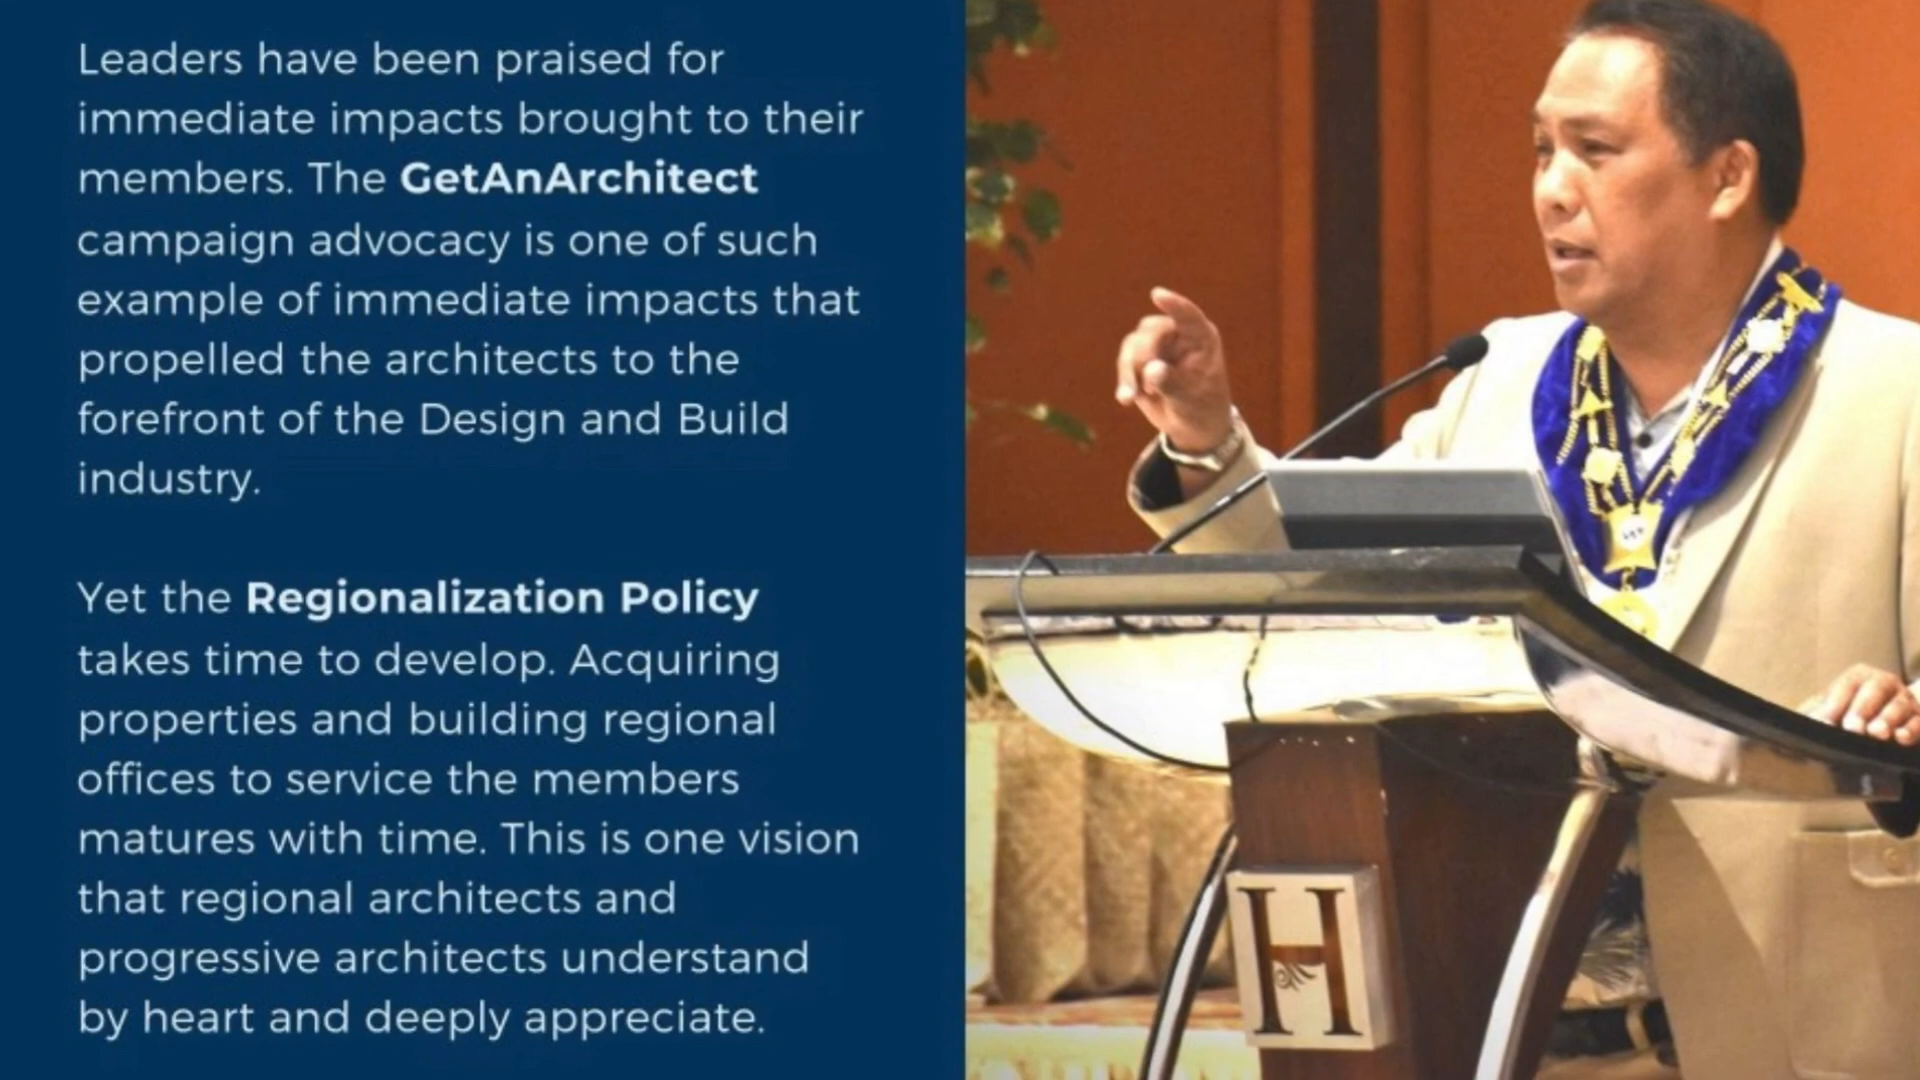 Leaders have been praised for
immediate impacts brought to their
members. The GetAnArchitect
campaign advocacy is one of such
example of immediate impacts that
propelled the architects to the
forefront of the Design and Build
industry.
Yet the Regionalization Policy
takes time to develop. Acquiring
properties and building regional
offices to service the members
matures with time. This is one vision
that regional architects and
progressive architects understand
by heart and deeply appreciate.
H